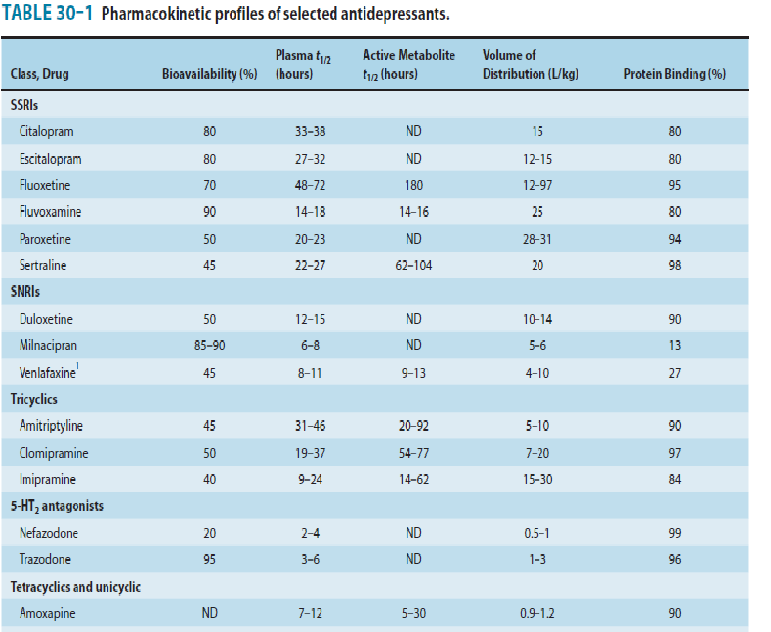 TABLE 30–1 Pharmacokinetic profiles of selected antidepressants.
Class, Drug Bioavailability (%) Plasma t1/2 (hours) Active Metabolite t1/2 (hours) Volume of Distribution (L/kg) Protein Binding (%)
SSRIs
Citalopram 80 33–38 ND 15 80
Escitalopram 80 27–32 ND 12-15 80
Fluoxetine 70 48–72 180 12-97 95
Fluvoxamine 90 14–18 14–16 25 80
Paroxetine 50 20–23 ND 28-31 94
Sertraline 45 22–27 62–104 20 98
SNRIs
Duloxetine 50 12–15 ND 10-14 90
Milnacipran 85–90 6–8 ND 5-6 13
Venlafaxine1 45 8–11 9–13 4-10 27
Tricyclics
Amitriptyline 45 31–46 20–92 5-10 90
Clomipramine 50 19–37 54–77 7-20 97
Imipramine 40 9–24 14–62 15-30 84
5-HT2 antagonists
Nefazodone 20 2–4 ND 0.5-1 99
Trazodone 95 3–6 ND 1-3 96
Tetracyclics and unicyclic
Amoxapine ND 7–12 5–30 0.9-1.2 90